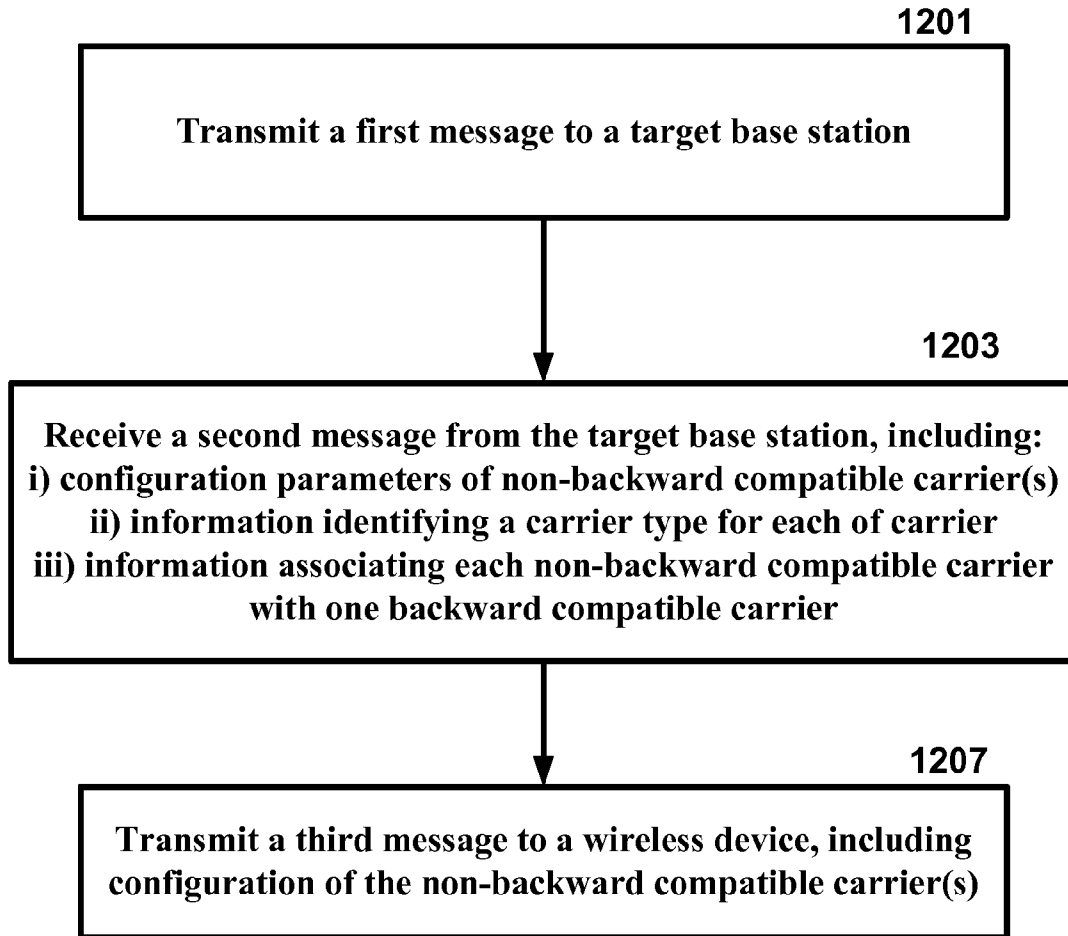 1201
Transmit a first message to a target base station
1203
Receive a second message from the target base station, including:
i) configuration parameters of non-backward compatible carrier(s)
ii) information identifying a carrier type for each of carrier
iii) information associating each non-backward compatible carrier
with one backward compatible carrier
1207
Transmit a third message to a wireless device, including
configuration of the non-backward compatible carrier(s)